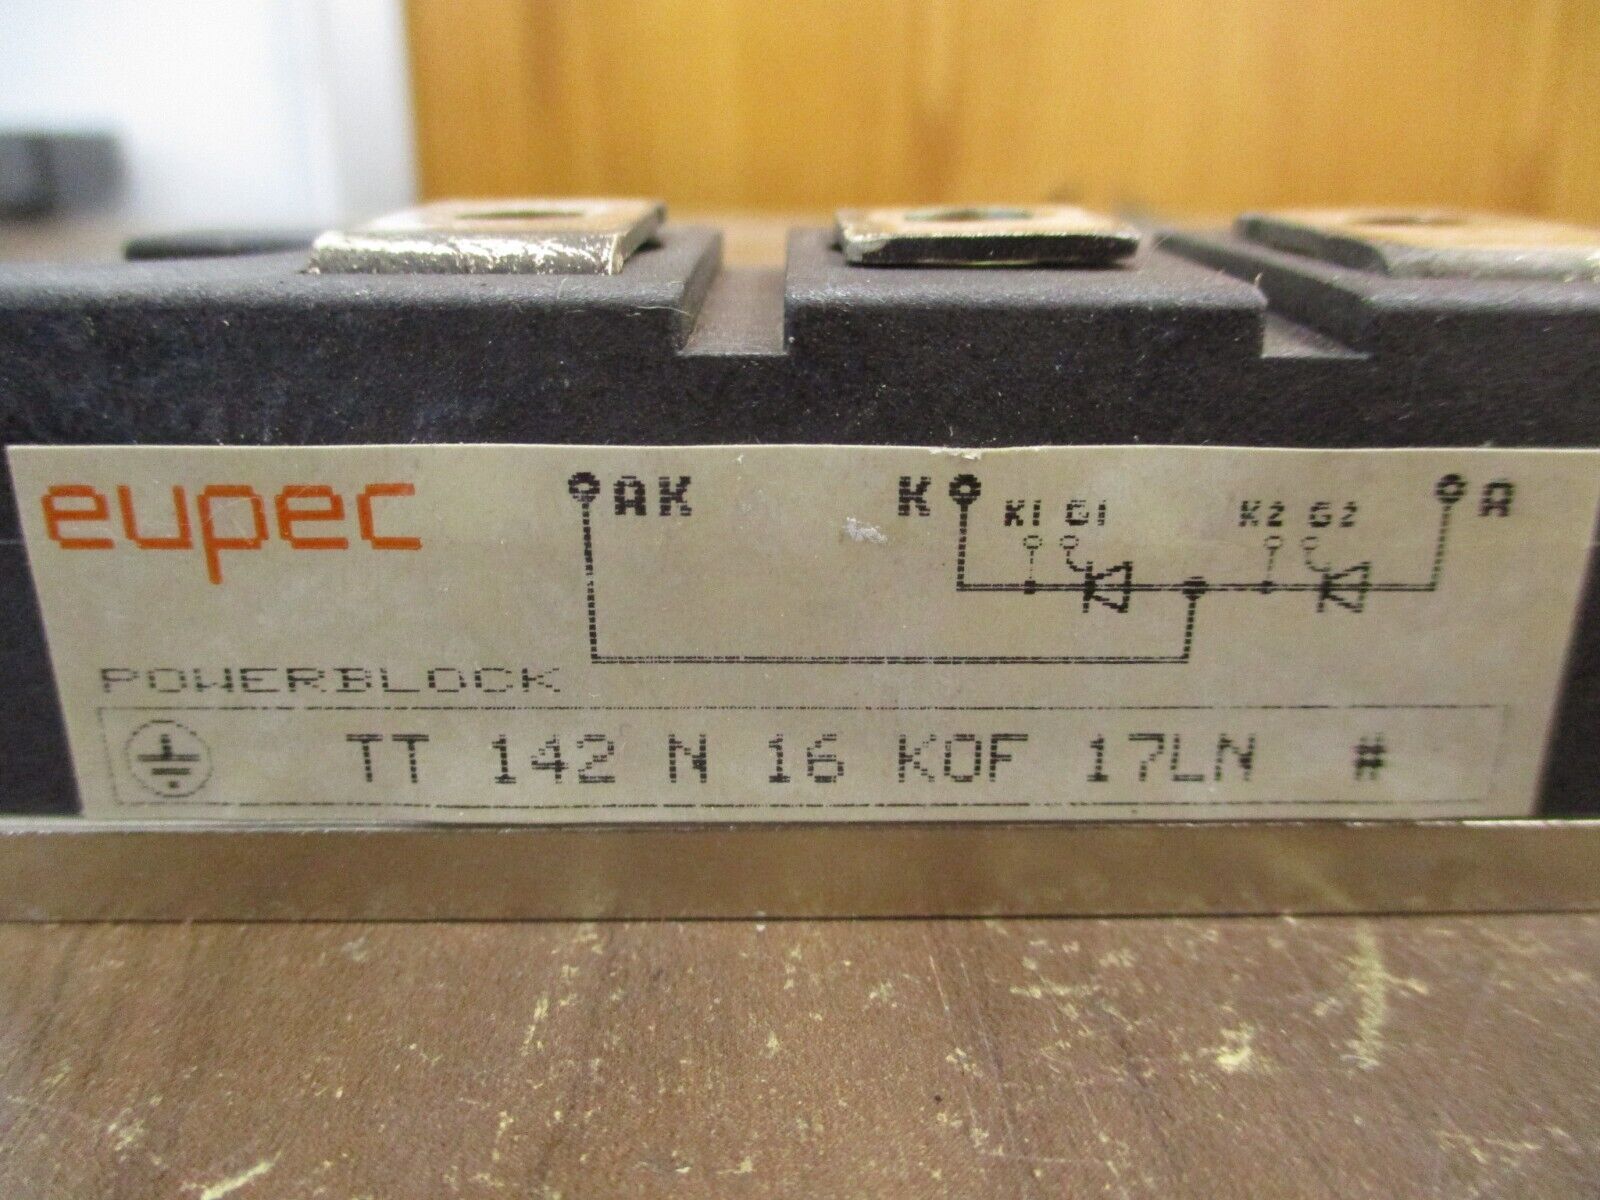 eupec
AK K A
K1 G1 K2 G2
POWERBLOCK
TT 142 N 16 KOF 17LN #